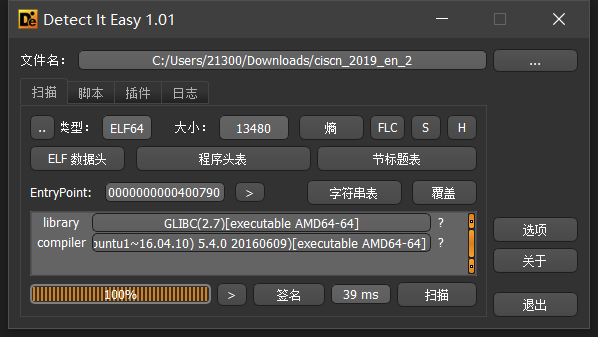 Detect It Easy 1.01
文件名： C:/Users/21300/Downloads/ciscn_2019_en_2 ...
扫描 脚本 插件 日志
.. 类型： ELF64 大小： 13480 熵 FLC S H
ELF 数据头 程序头表 节标题表
EntryPoint: 0000000000400790 > 字符串表 覆盖
library GLIBC(2.7)[executable AMD64-64] ?
compiler buntu1~16.04.10) 5.4.0 20160609)[executable AMD64-64] ?
选项
关于
100% > 签名 39 ms 扫描
退出